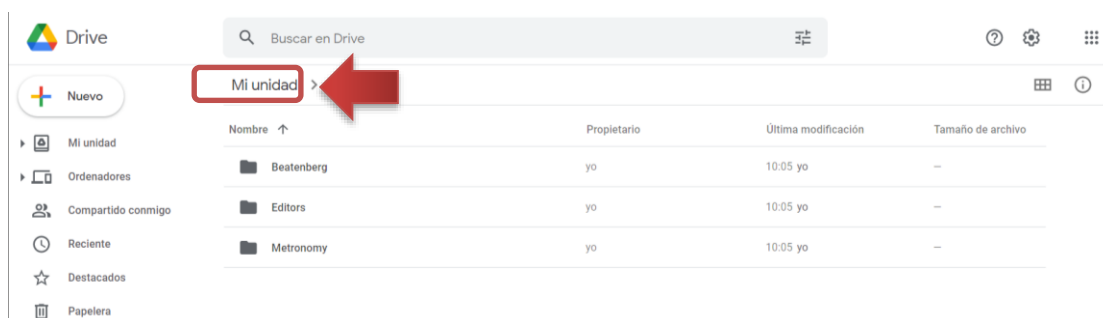 Drive
Buscar en Drive
Nuevo
Mi unidad >
Nombre ↑ Propietario Última modificación Tamaño de archivo
Mi unidad
Ordenadores
Compartido conmigo
Reciente
Destacados
Papelera
Beatenberg yo 10:05 yo —
Editors yo 10:05 yo —
Metronomy yo 10:05 yo —